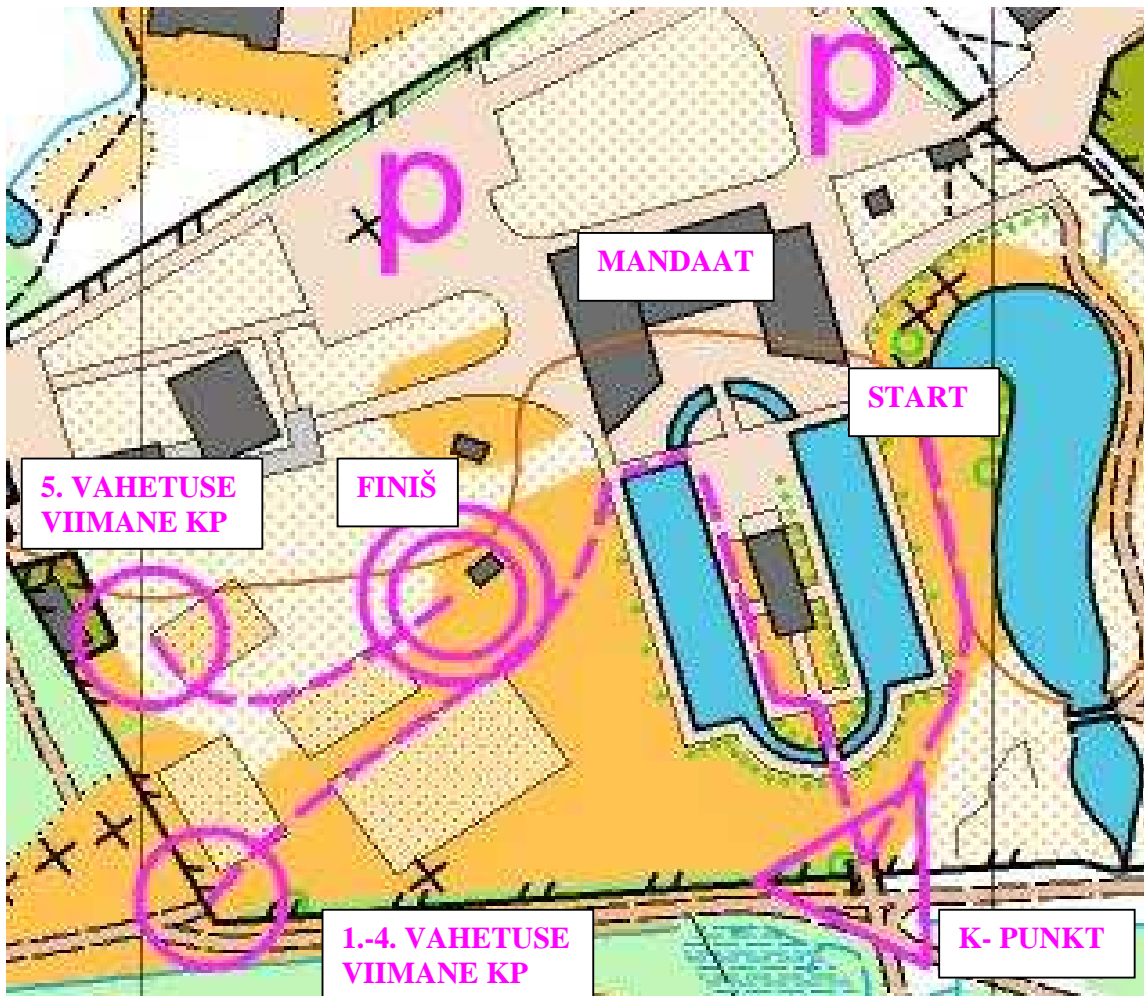 p
p
MANDAAT
START
5. VAHETUSE
VIIMANE KP
FINIŠ
1.-4. VAHETUSE
VIIMANE KP
K- PUNKT